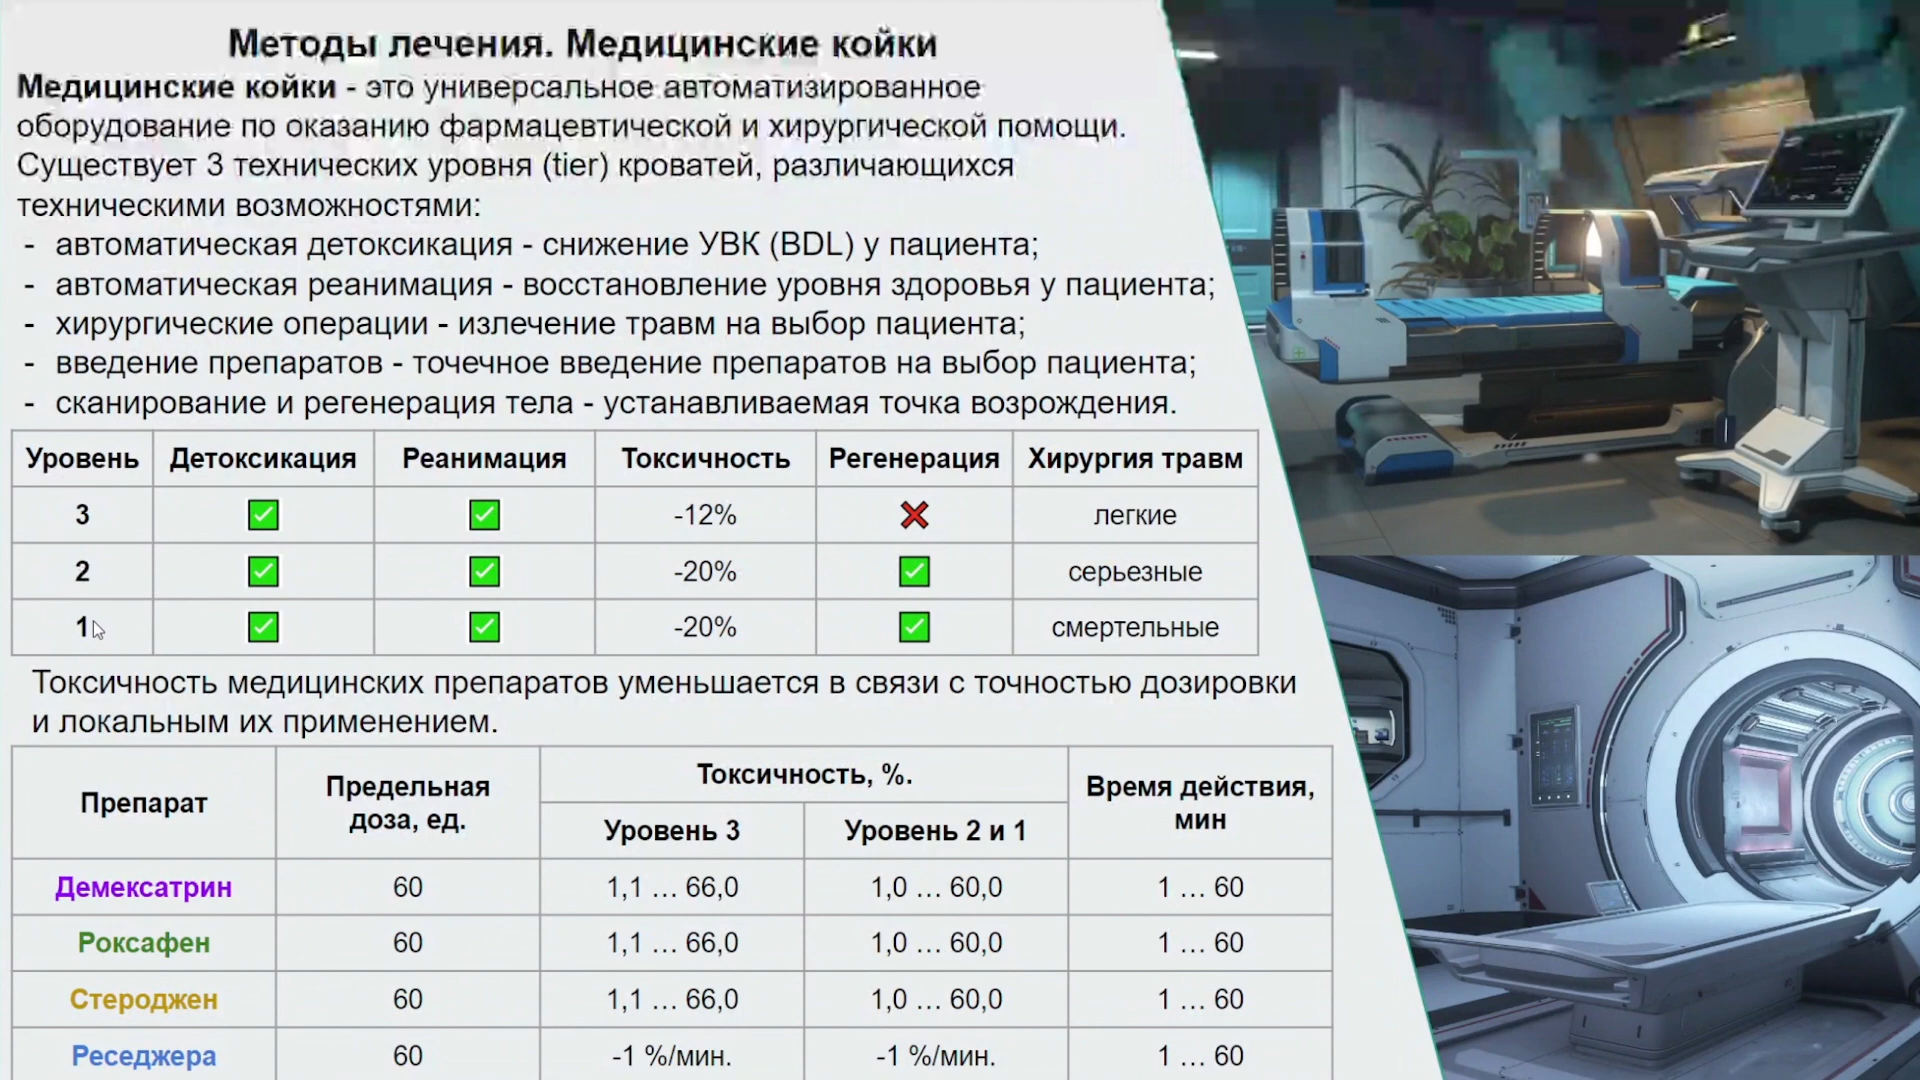 Методы лечения. Медицинские койки
Медицинские койки - это универсальное автоматизированное
оборудование по оказанию фармацевтической и хирургической помощи.
Существует 3 технических уровня (tier) кроватей, различающихся
техническими возможностями:
- автоматическая детоксикация - снижение УВК (BDL) у пациента;
- автоматическая реанимация - восстановление уровня здоровья у пациента;
- хирургические операции - излечение травм на выбор пациента;
- введение препаратов - точечное введение препаратов на выбор пациента;
- сканирование и регенерация тела - устанавливаемая точка возрождения.
Уровень Детоксикация Реанимация Токсичность Регенерация Хирургия травм
3 ✅ ✅ -12% ❌ легкие
2 ✅ ✅ -20% ✅ серьезные
1 ✅ ✅ -20% ✅ смертельные
Токсичность медицинских препаратов уменьшается в связи с точностью дозировки
и локальным их применением.
Препарат Предельная доза, ед. Токсичность, %. Время действия, мин
Уровень 3 Уровень 2 и 1
Демексатрин 60 1,1 … 66,0 1,0 … 60,0 1 … 60
Роксафен 60 1,1 … 66,0 1,0 … 60,0 1 … 60
Стероджен 60 1,1 … 66,0 1,0 … 60,0 1 … 60
Реседжера 60 -1 %/мин. -1 %/мин. 1 … 60